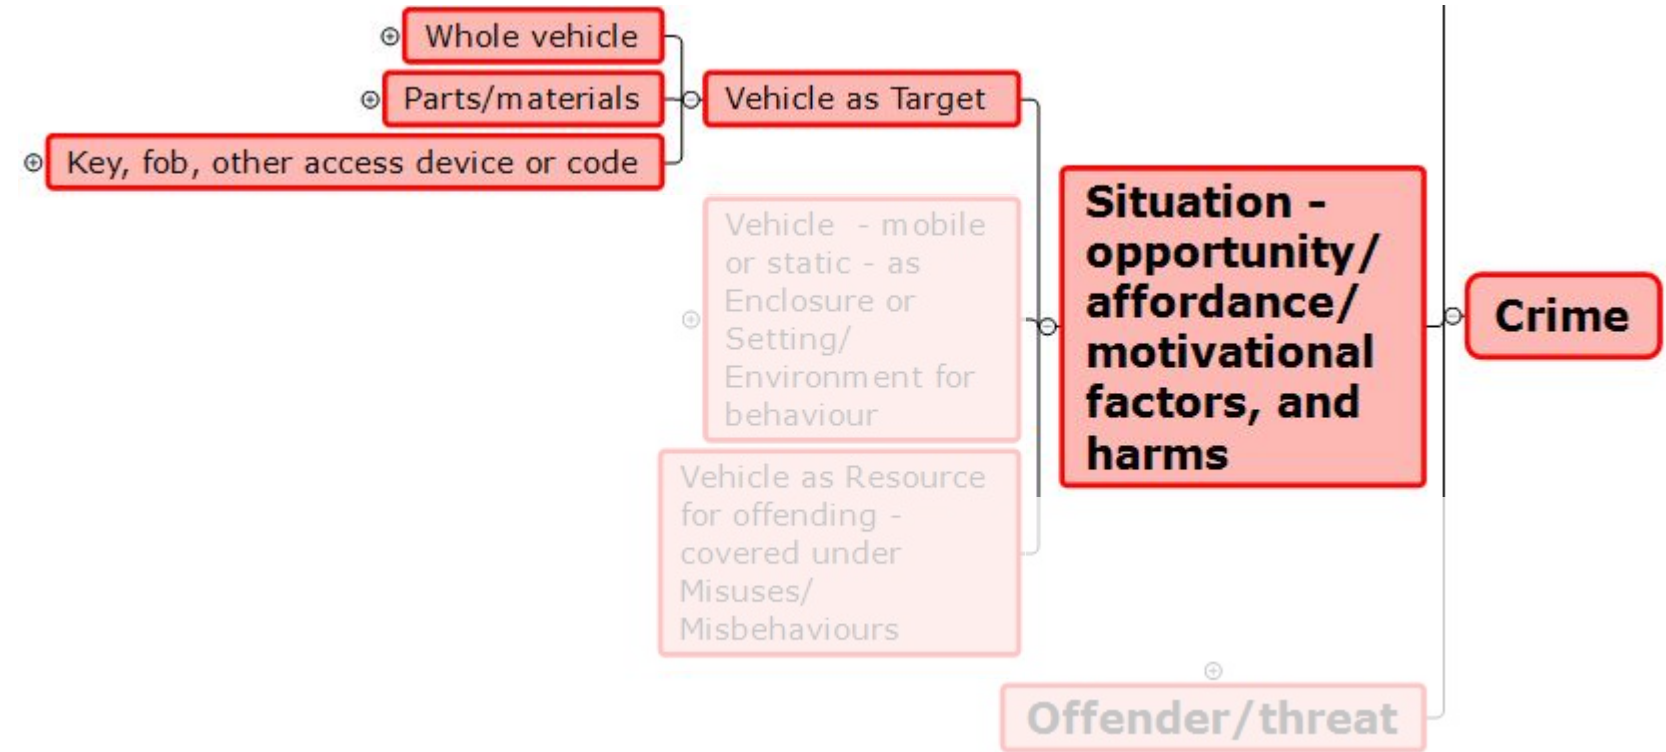 Whole vehicle
Parts/materials
Key, fob, other access device or code
Vehicle as Target
Vehicle - mobile
or static - as
Enclosure or
Setting/
Environment for
behaviour
Vehicle as Resource
for offending -
covered under
Misuses/
Misbehaviours
Situation -
opportunity/
affordance/
motivational
factors, and
harms
Crime
Offender/threat